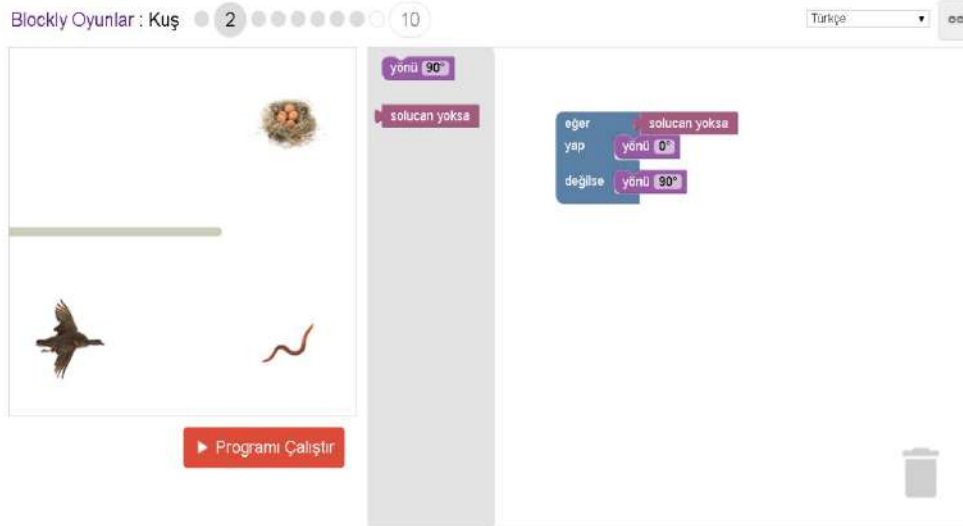 Blockly Oyunlar : Kuş 2 10
Türkçe
yönü 90°
solucan yoksa
eğer solucan yoksa
yap yönü 0°
değilse yönü 90°
Programı Çalıştır